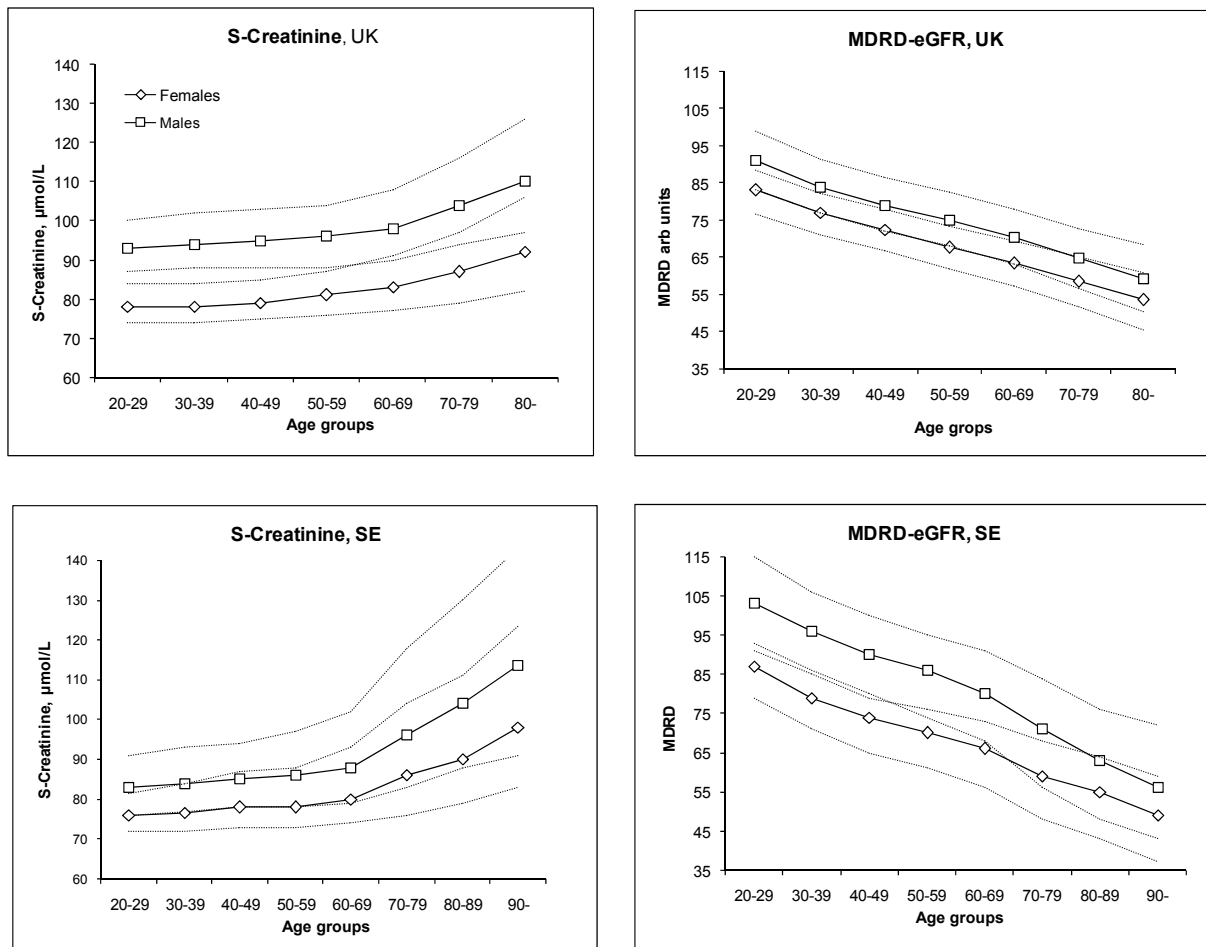 S-Creatinine, UK
S-Creatinine, µmol/L
140
130
120
110
100
90
80
70
60
Females
Males
20-29 30-39 40-49 50-59 60-69 70-79 80-
Age groups
MDRD-eGFR, UK
MDRD arb units
115
105
95
85
75
65
55
45
35
20-29 30-39 40-49 50-59 60-69 70-79 80-
Age grops
S-Creatinine, SE
S-Creatinine, µmol/L
140
130
120
110
100
90
80
70
60
20-29 30-39 40-49 50-59 60-69 70-79 80-89 90-
Age groups
MDRD-eGFR, SE
MDRD
115
105
95
85
75
65
55
45
35
20-29 30-39 40-49 50-59 60-69 70-79 80-89 90-
Age groups